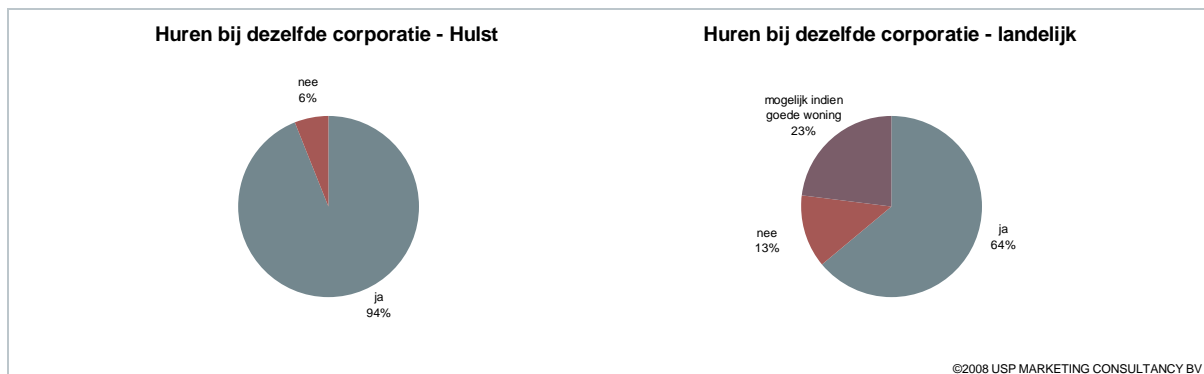 Huren bij dezelfde corporatie - Hulst
nee
6%
ja
94%
Huren bij dezelfde corporatie - landelijk
mogelijk indien
goede woning
23%
nee
13%
ja
64%
©2008 USP MARKETING CONSULTANCY BV